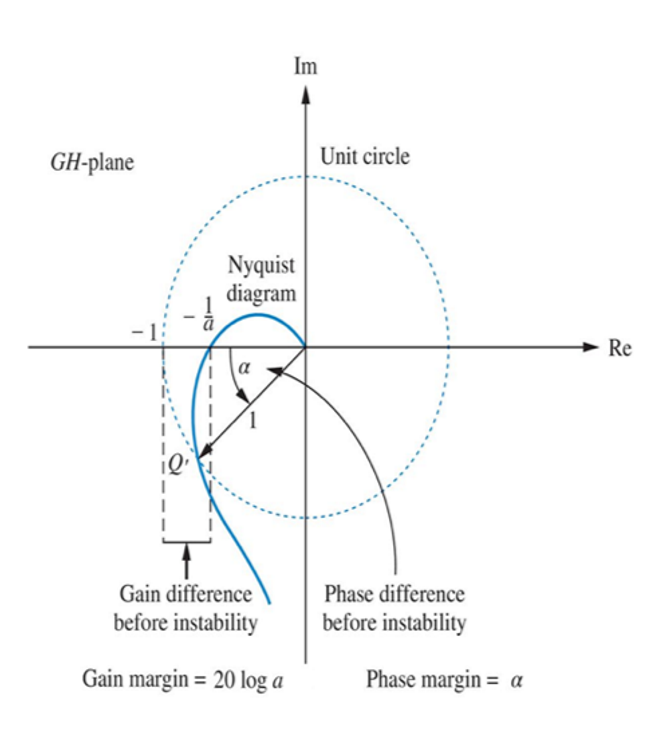 Im
GH-plane
Unit circle
Nyquist
diagram
-1
- 1/a
Re
α
1
Q'
Gain difference
before instability
Phase difference
before instability
Gain margin = 20 log a
Phase margin = α